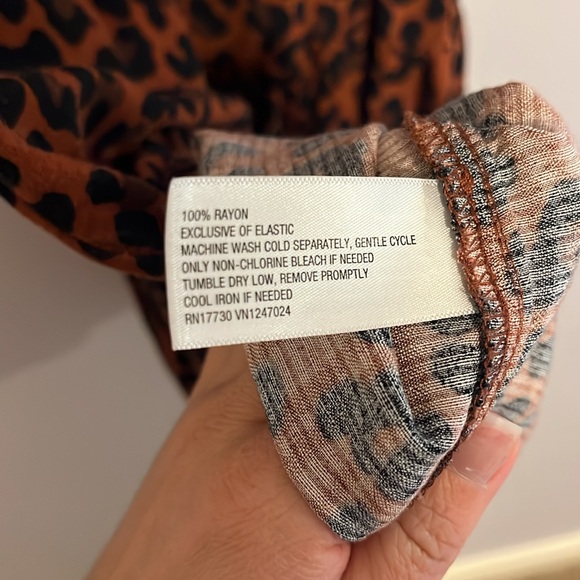 100% RAYON
EXCLUSIVE OF ELASTIC
MACHINE WASH COLD SEPARATELY, GENTLE CYCLE
ONLY NON-CHLORINE BLEACH IF NEEDED
TUMBLE DRY LOW, REMOVE PROMPTLY
COOL IRON IF NEEDED
RN17730 VN1247024